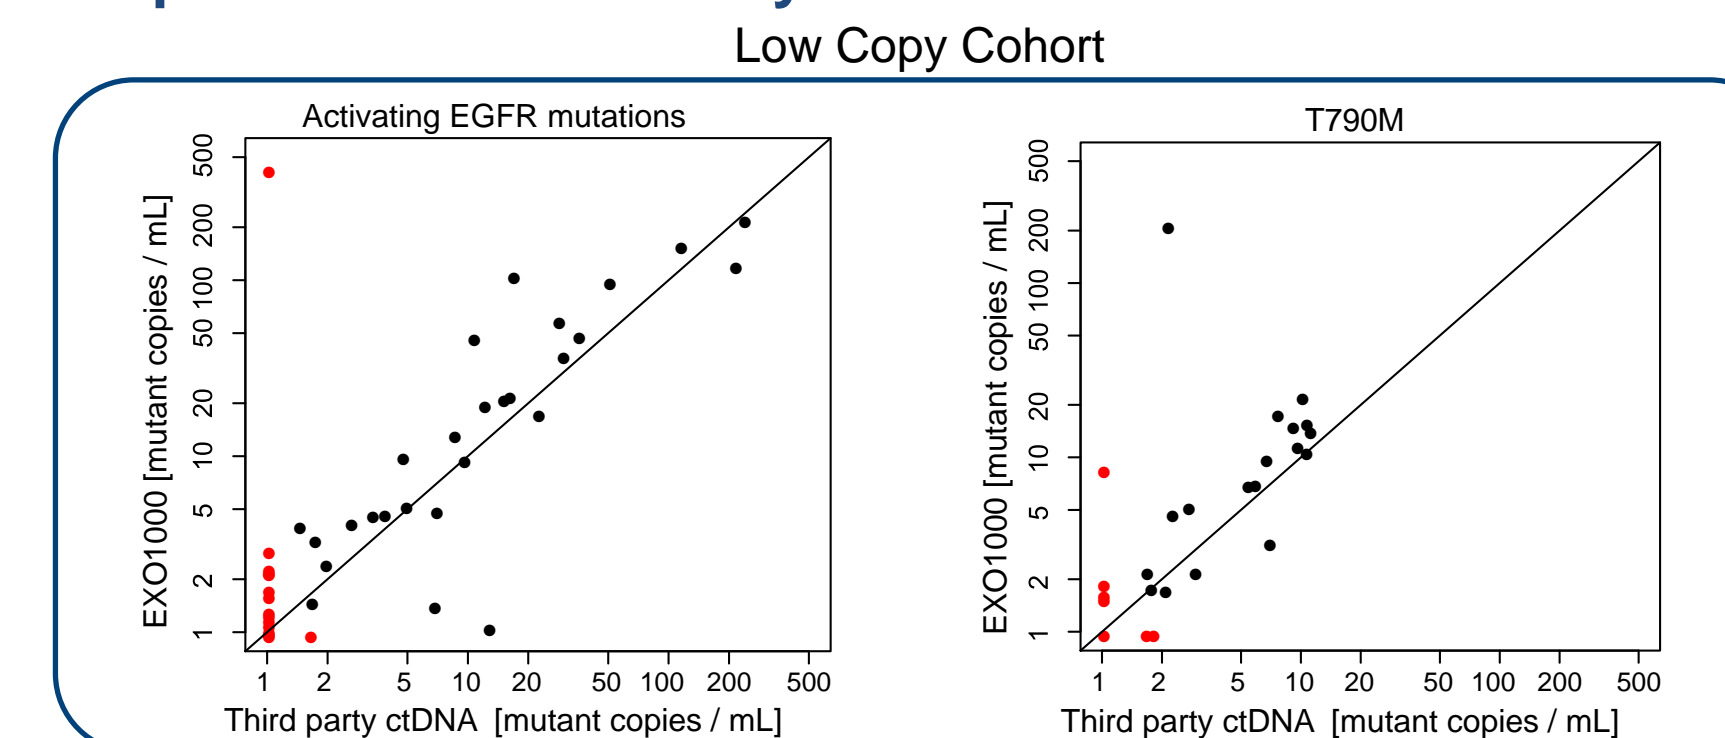 Low Copy Cohort
Activating EGFR mutations
EXO1000 [mutant copies / mL]
500
200
100
50
20
10
5
2
1
1 2 5 10 20 50 100 200 500
Third party ctDNA [mutant copies / mL]
T790M
EXO1000 [mutant copies / mL]
500
200
100
50
20
10
5
2
1
1 2 5 10 20 50 100 200 500
Third party ctDNA [mutant copies / mL]